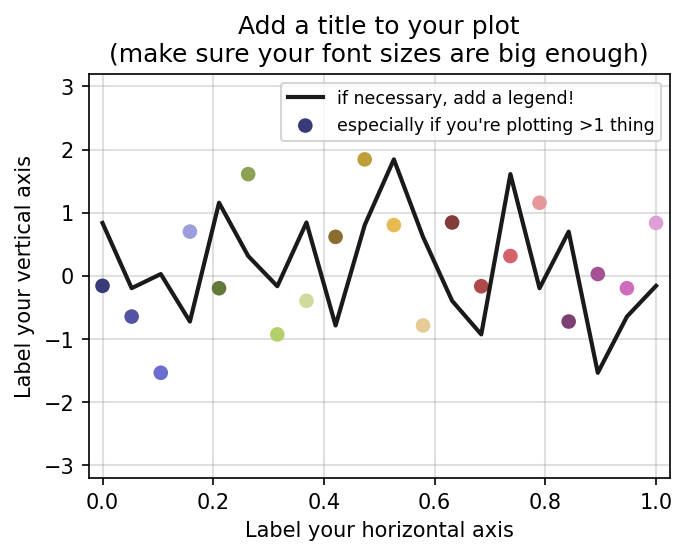 Add a title to your plot
(make sure your font sizes are big enough)
if necessary, add a legend!
especially if you're plotting >1 thing
Label your vertical axis
3
2
1
0
−1
−2
−3
0.0 0.2 0.4 0.6 0.8 1.0
Label your horizontal axis